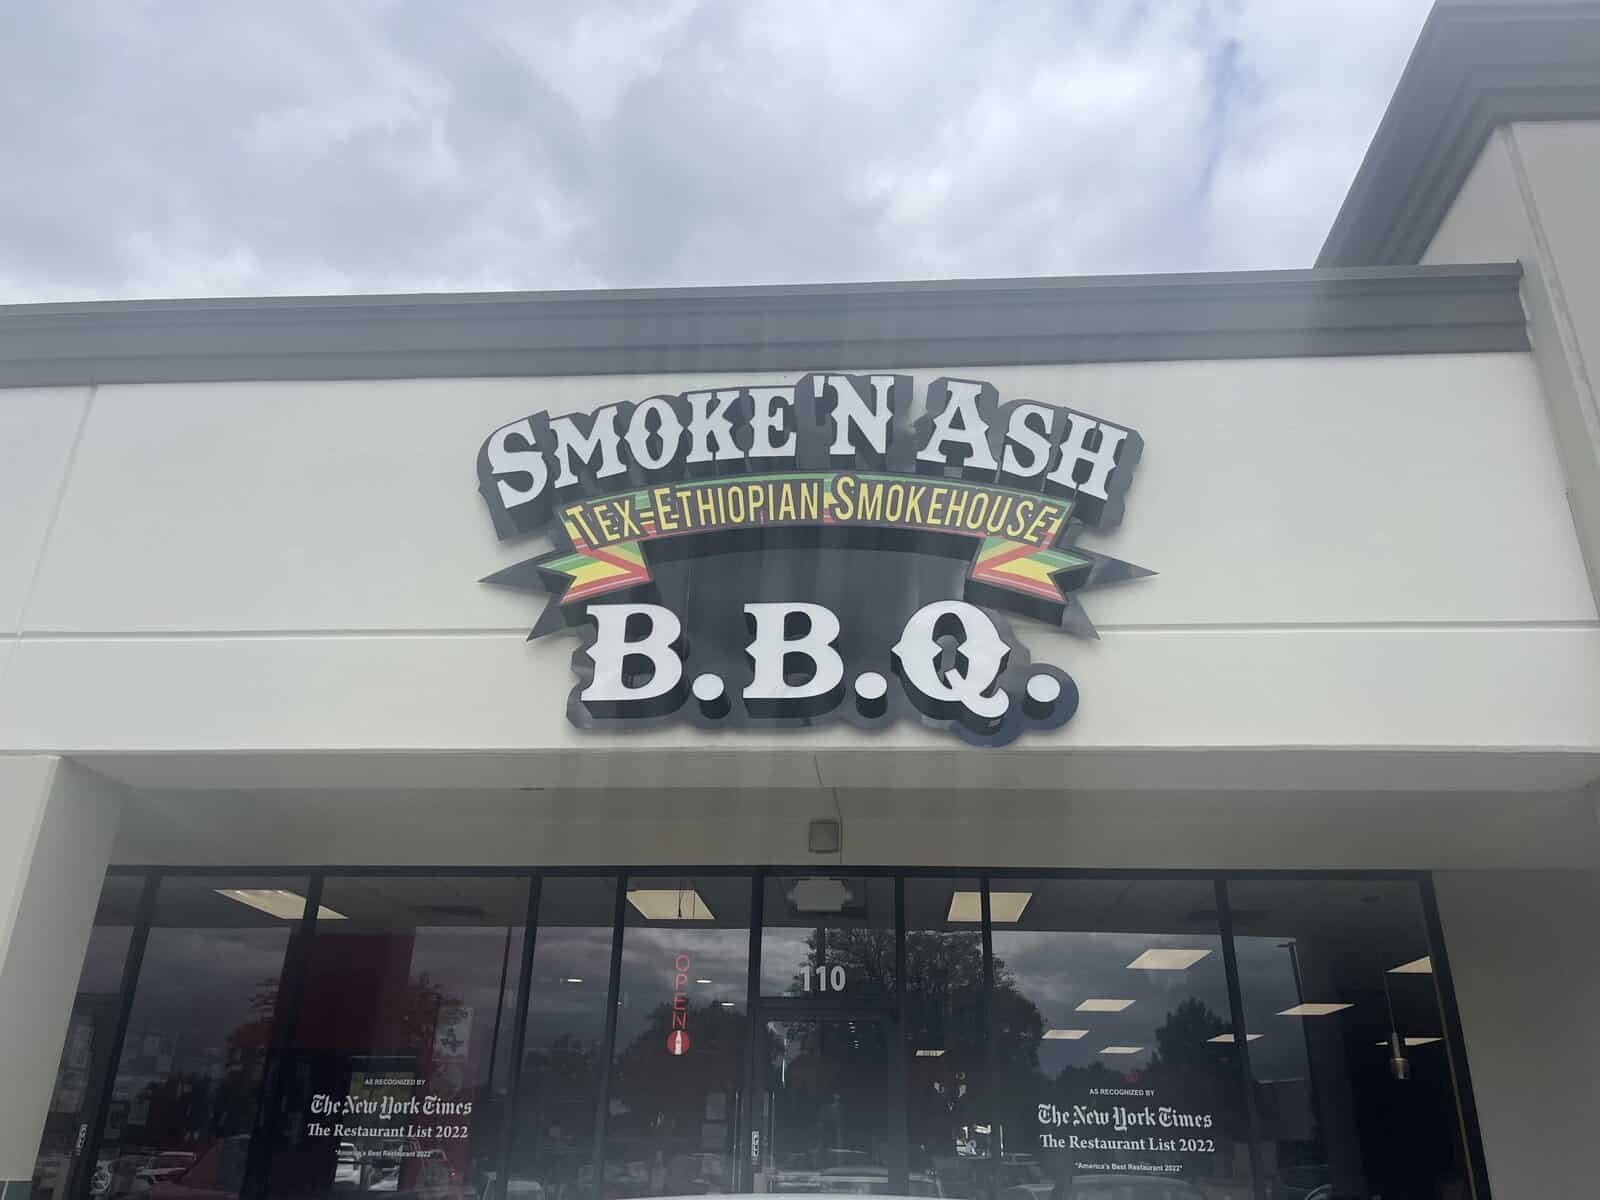 SMOKE'N ASH
TEX-ETHIOPIAN SMOKEHOUSE
B.B.Q.
110
OPEN
AS RECOGNIZED BY
The New York Times
The Restaurant List 2022
"America's Best Restaurant 2022"
AS RECOGNIZED BY
The New York Times
The Restaurant List 2022
"America's Best Restaurant 2022"